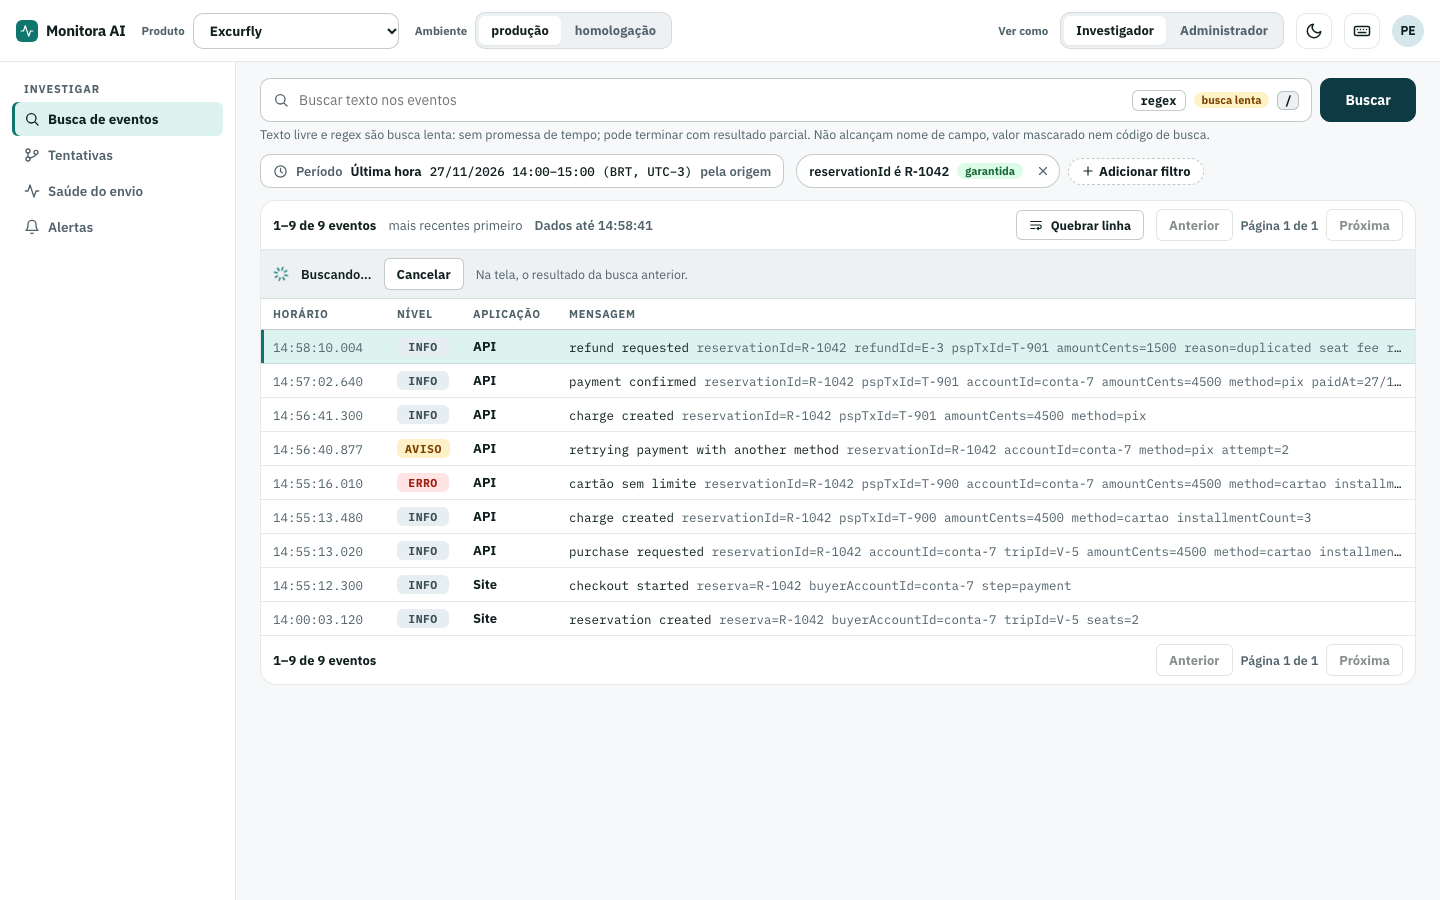 Monitora AI Produto Excurfly Ambiente produção homologação Ver como Investigador Administrador PE
INVESTIGAR
Busca de eventos
Tentativas
Saúde do envio
Alertas
Buscar texto nos eventos regex busca lenta / Buscar
Texto livre e regex são busca lenta: sem promessa de tempo; pode terminar com resultado parcial. Não alcançam nome de campo, valor mascarado nem código de busca.
Período Última hora 27/11/2026 14:00–15:00 (BRT, UTC−3) pela origem reservationId é R-1042 garantida × + Adicionar filtro
1–9 de 9 eventos mais recentes primeiro Dados até 14:58:41 Quebrar linha Anterior Página 1 de 1 Próxima
Buscando... Cancelar Na tela, o resultado da busca anterior.
HORÁRIO NÍVEL APLICAÇÃO MENSAGEM
14:58:10.004 INFO API refund requested reservationId=R-1042 refundId=E-3 pspTxId=T-901 amountCents=1500 reason=duplicated seat fee r…
14:57:02.640 INFO API payment confirmed reservationId=R-1042 pspTxId=T-901 accountId=conta-7 amountCents=4500 method=pix paidAt=27/1…
14:56:41.300 INFO API charge created reservationId=R-1042 pspTxId=T-901 amountCents=4500 method=pix
14:56:40.877 AVISO API retrying payment with another method reservationId=R-1042 accountId=conta-7 method=pix attempt=2
14:55:16.010 ERRO API cartão sem limite reservationId=R-1042 pspTxId=T-900 accountId=conta-7 amountCents=4500 method=cartao installm…
14:55:13.480 INFO API charge created reservationId=R-1042 pspTxId=T-900 amountCents=4500 method=cartao installmentCount=3
14:55:13.020 INFO API purchase requested reservationId=R-1042 accountId=conta-7 tripId=V-5 amountCents=4500 method=cartao installmen…
14:55:12.300 INFO Site checkout started reserva=R-1042 buyerAccountId=conta-7 step=payment
14:00:03.120 INFO Site reservation created reserva=R-1042 buyerAccountId=conta-7 tripId=V-5 seats=2
1–9 de 9 eventos Anterior Página 1 de 1 Próxima